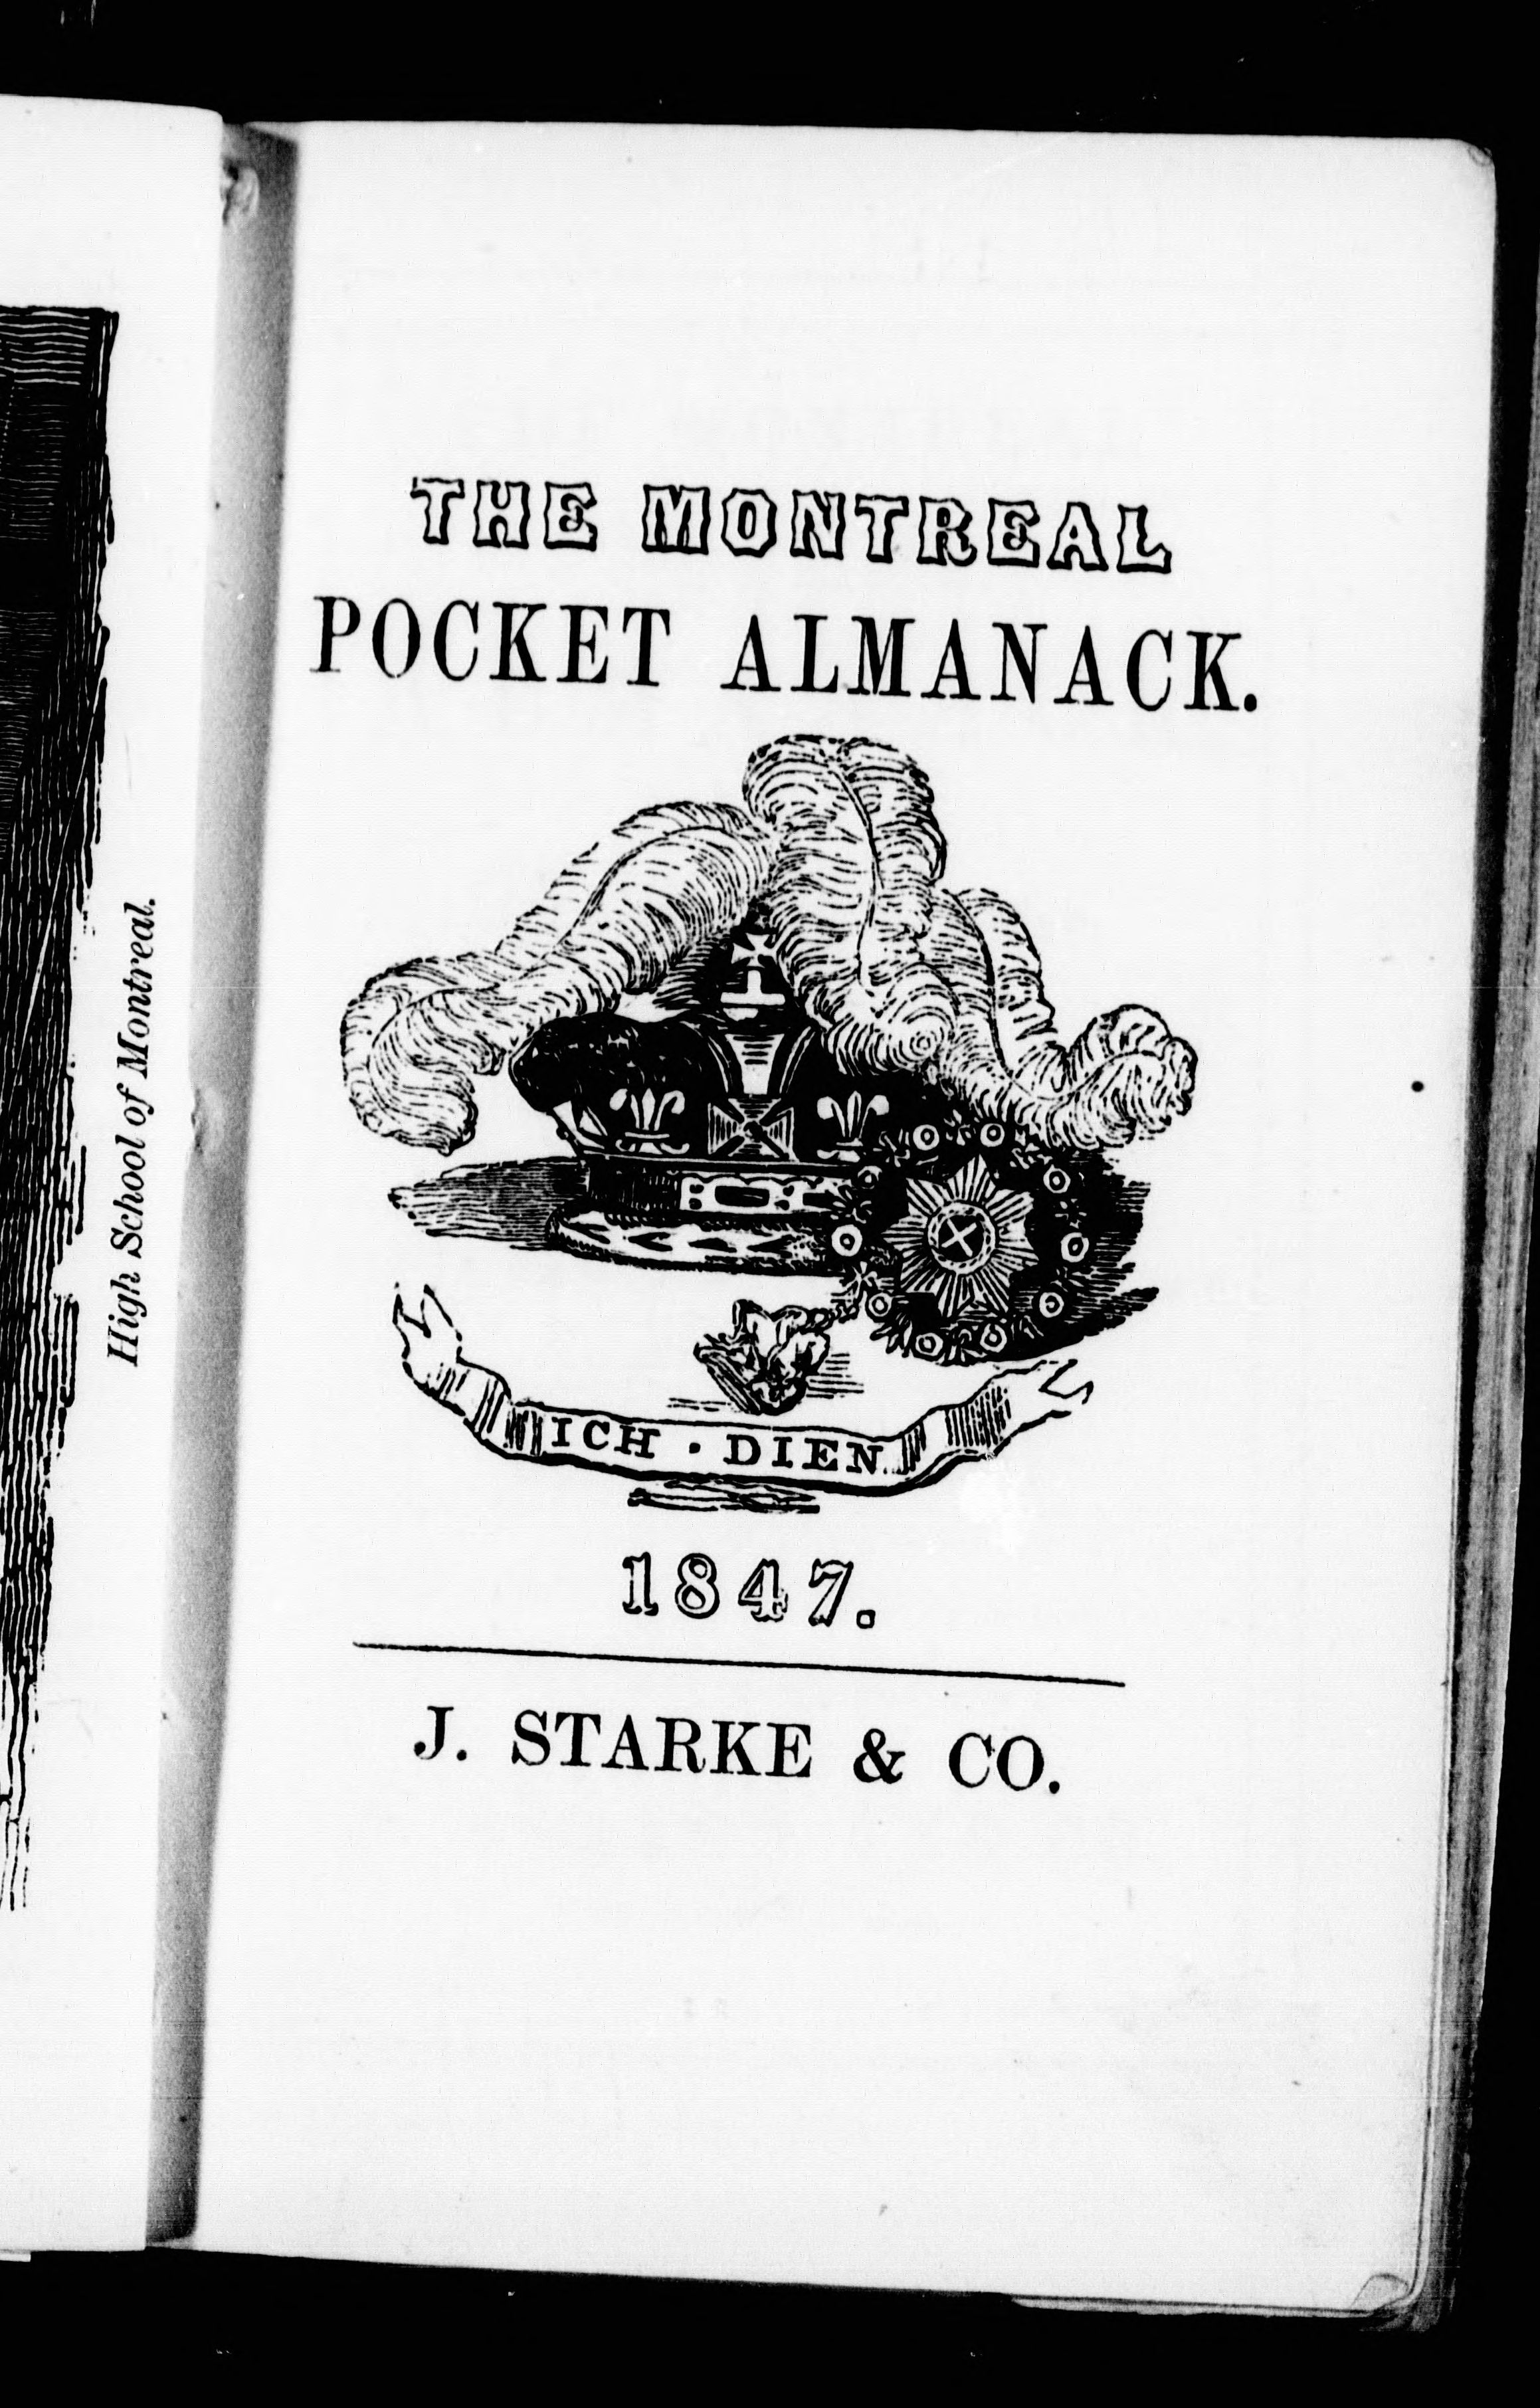 High School of Montreal.
THE MONTREAL
POCKET ALMANACK.
ICH · DIEN
1847.
J. STARKE & CO.